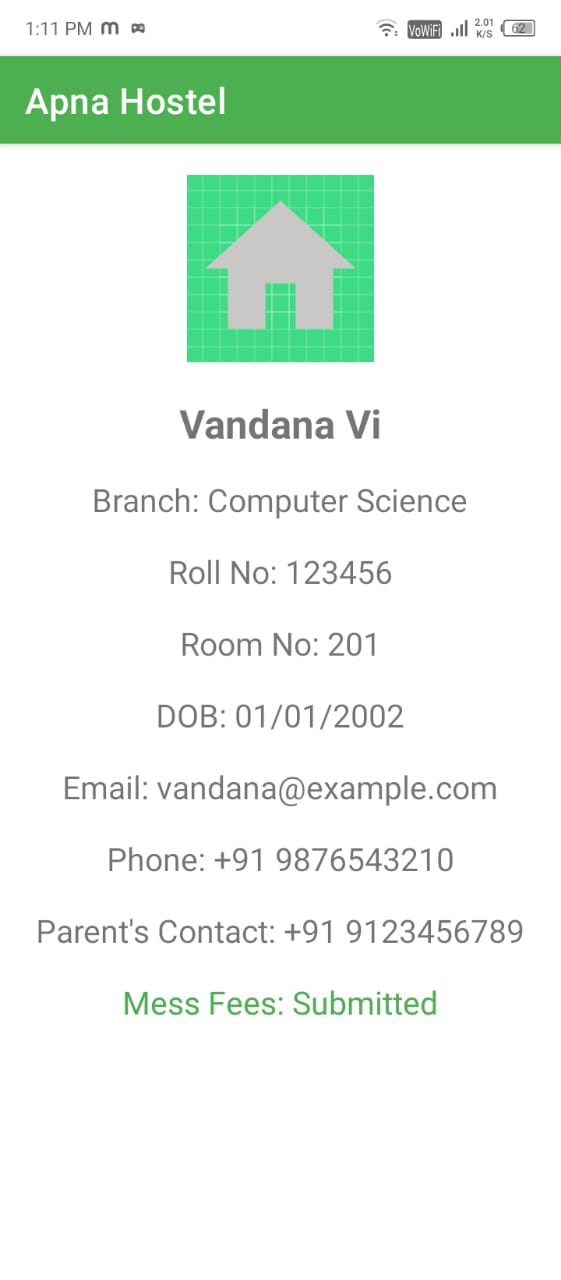 1:11 PM m
VoWiFi 2.01 K/S 62
Apna Hostel
Vandana Vi
Branch: Computer Science
Roll No: 123456
Room No: 201
DOB: 01/01/2002
Email: vandana@example.com
Phone: +91 9876543210
Parent's Contact: +91 9123456789
Mess Fees: Submitted